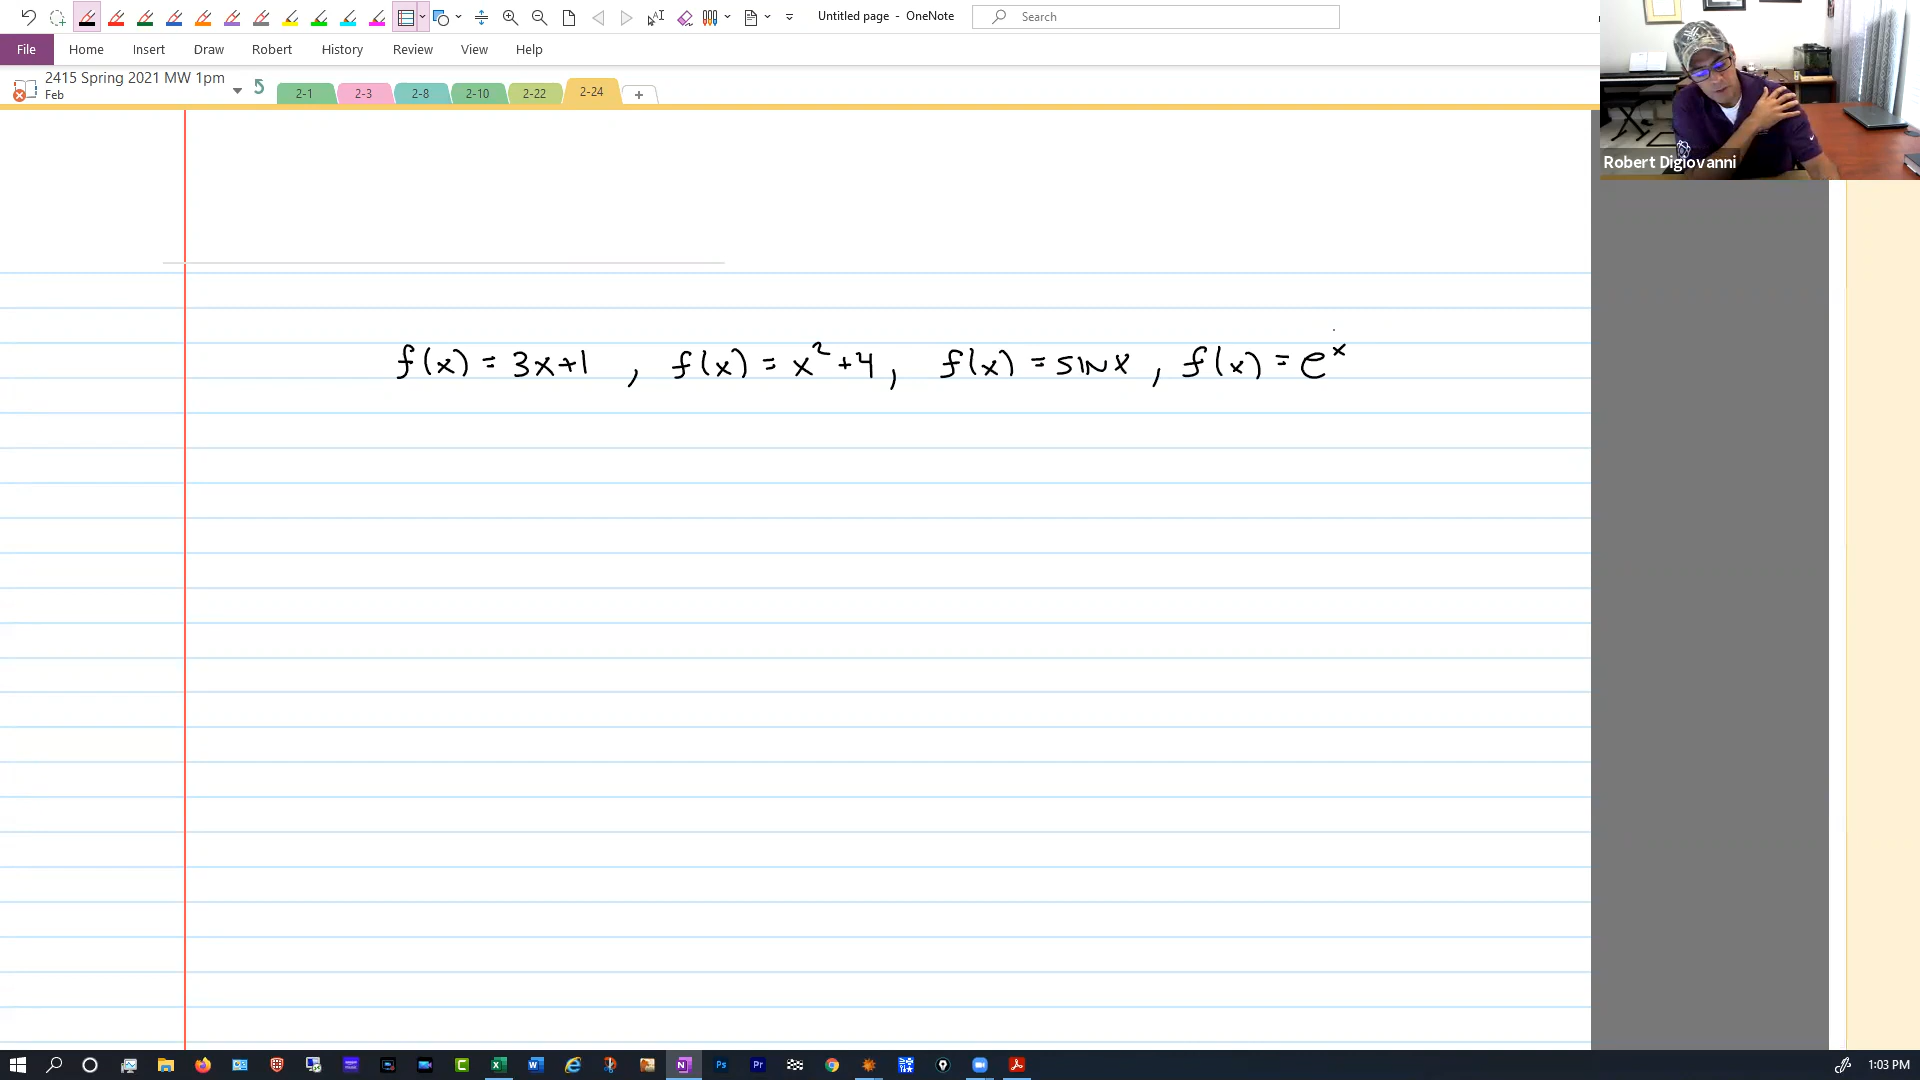 Untitled page - OneNote
Search
File Home Insert Draw Robert History Review View Help
2415 Spring 2021 MW 1pm
Feb
2-1 2-3 2-8 2-10 2-22 2-24 +
Robert Digiovanni
f(x) = 3x+1 , f(x) = x²+4 , f(x) = sin x , f(x) = eˣ
1:03 PM